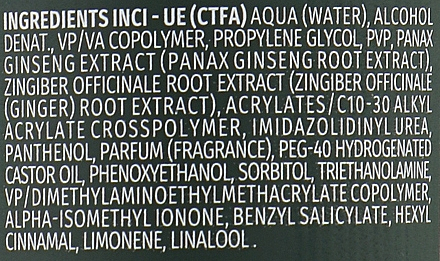 INGREDIENTS INCI - UE (CTFA) AQUA (WATER), ALCOHOL
DENAT., VP/VA COPOLYMER, PROPYLENE GLYCOL, PVP, PANAX
GINSENG EXTRACT (PANAX GINSENG ROOT EXTRACT),
ZINGIBER OFFICINALE ROOT EXTRACT (ZINGIBER OFFICINALE
(GINGER) ROOT EXTRACT), ACRYLATES/C10-30 ALKYL
ACRYLATE CROSSPOLYMER, IMIDAZOLIDINYL UREA,
PANTHENOL, PARFUM (FRAGRANCE), PEG-40 HYDROGENATED
CASTOR OIL, PHENOXYETHANOL, SORBITOL, TRIETHANOLAMINE,
VP/DIMETHYLAMINOETHYLMETHACRYLATE COPOLYMER,
ALPHA-ISOMETHYL IONONE, BENZYL SALICYLATE, HEXYL
CINNAMAL, LIMONENE, LINALOOL .